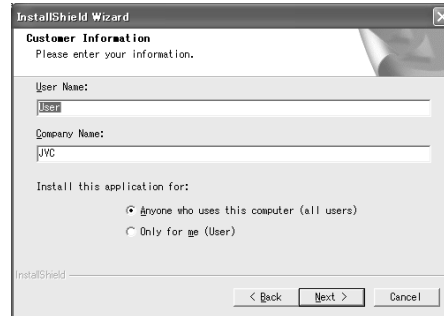 InstallShield Wizard
Customer Information
Please enter your information.
User Name:
User
Company Name:
JVC
Install this application for:
Anyone who uses this computer (all users)
Only for me (User)
InstallShield
< Back Next > Cancel